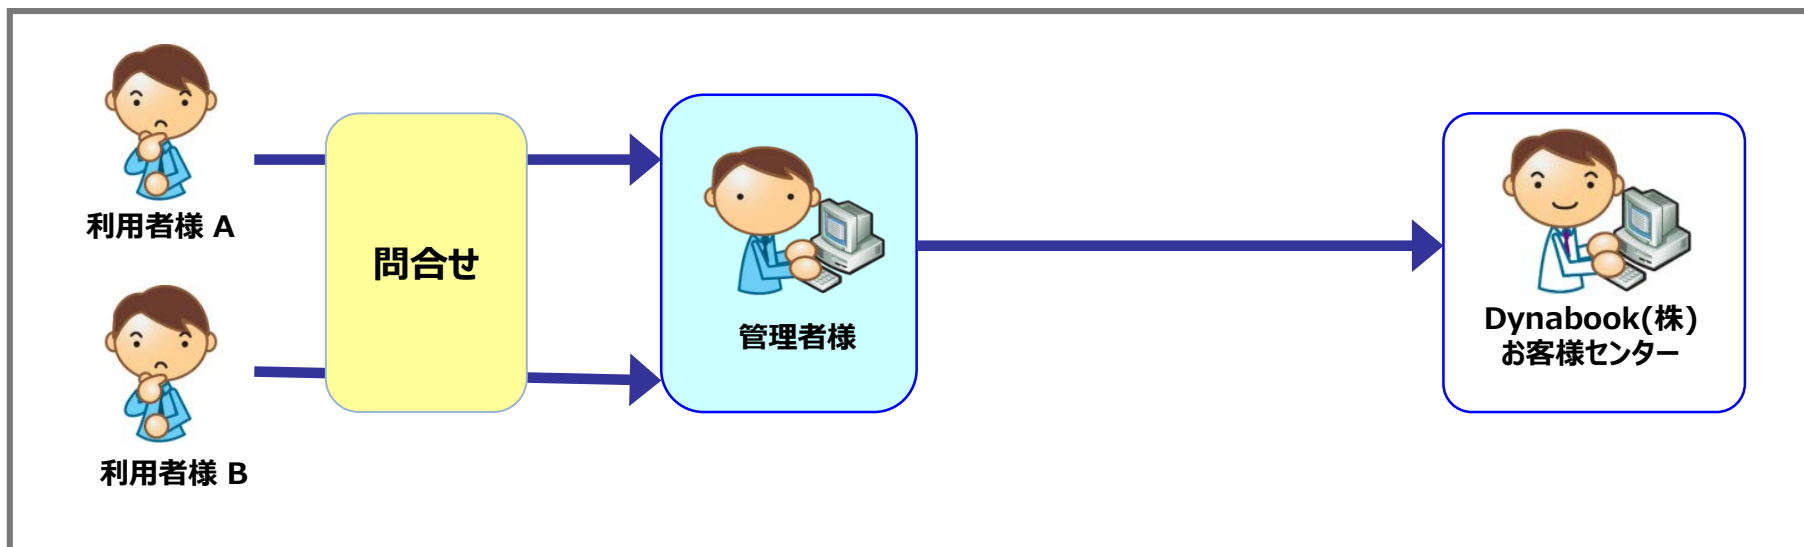 利用者様 A
問合せ
利用者様 B
管理者様
Dynabook(株)
お客様センター